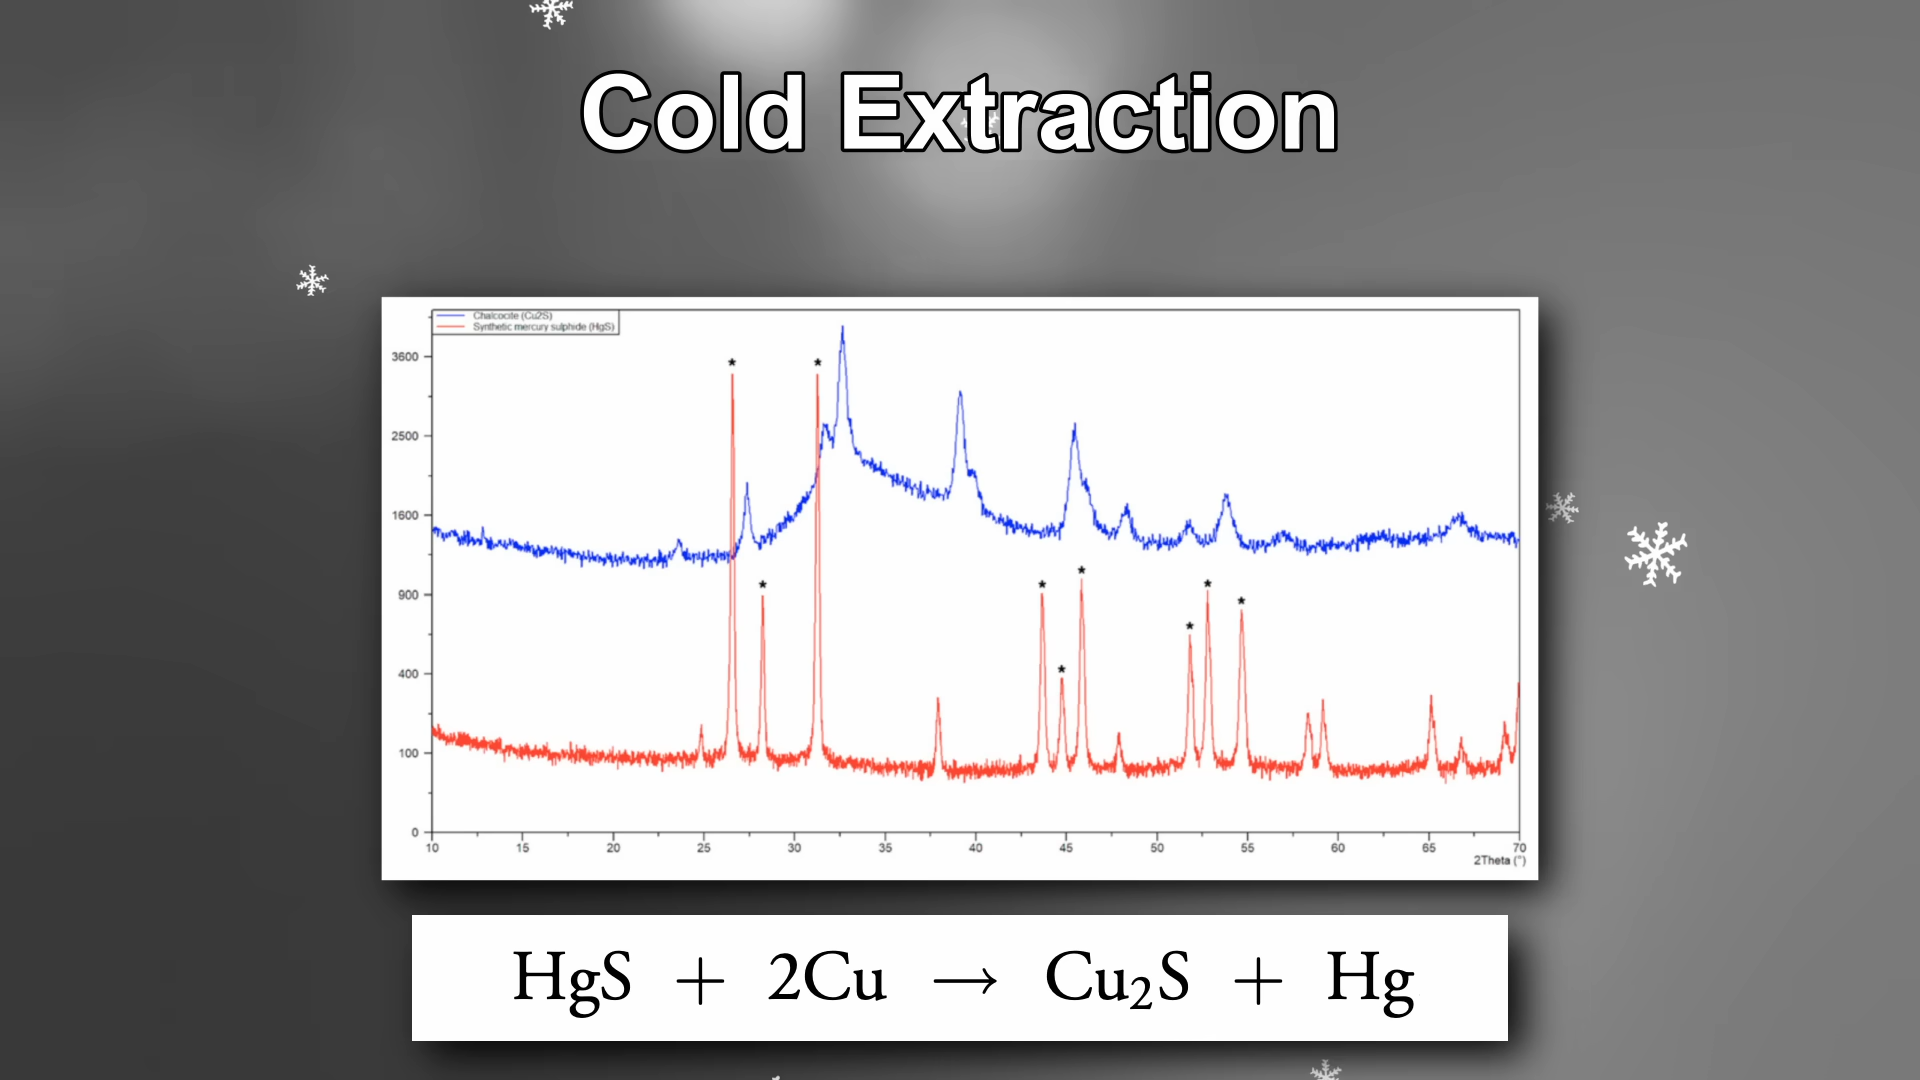 Cold Extraction
Chalcocite (Cu2S)
Synthetic mercury sulphide (HgS)
3600
2500
1600
900
400
100
0
* * * * * * * * *
10 15 20 25 30 35 40 45 50 55 60 65 70
2Theta (°)
HgS + 2Cu → Cu₂S + Hg